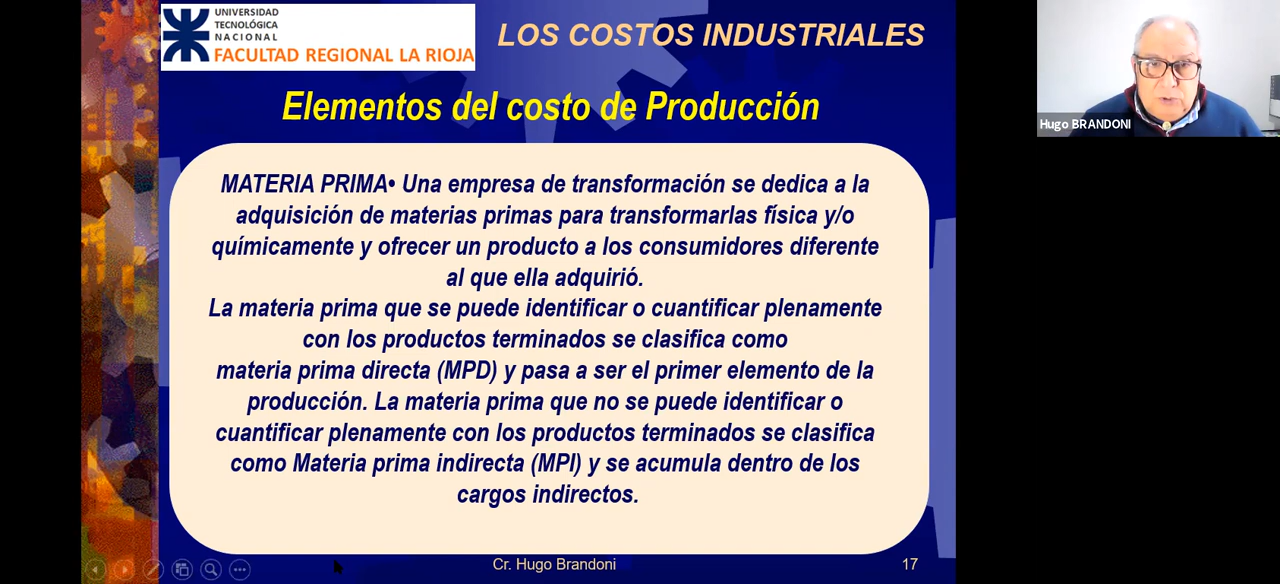 UNIVERSIDAD
TECNOLÓGICA
NACIONAL
FACULTAD REGIONAL LA RIOJA
LOS COSTOS INDUSTRIALES
Elementos del costo de Producción
MATERIA PRIMA• Una empresa de transformación se dedica a la
adquisición de materias primas para transformarlas física y/o
químicamente y ofrecer un producto a los consumidores diferente
al que ella adquirió.
La materia prima que se puede identificar o cuantificar plenamente
con los productos terminados se clasifica como
materia prima directa (MPD) y pasa a ser el primer elemento de la
producción. La materia prima que no se puede identificar o
cuantificar plenamente con los productos terminados se clasifica
como Materia prima indirecta (MPI) y se acumula dentro de los
cargos indirectos.
Cr. Hugo Brandoni
17
Hugo BRANDONI